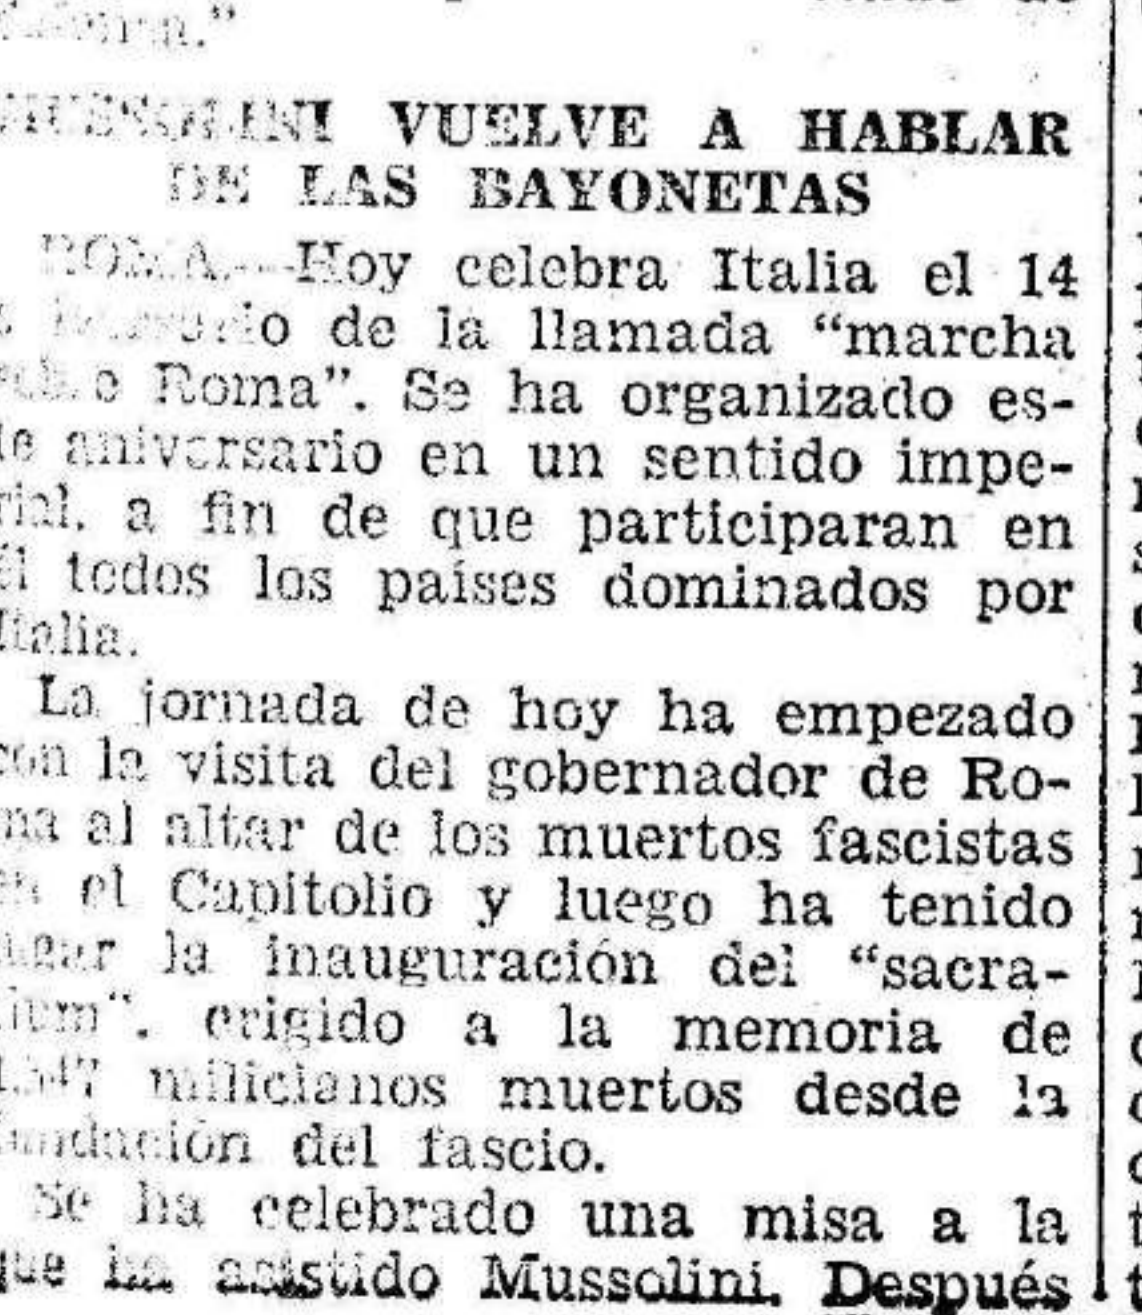 MUSSOLINI VUELVE A HABLAR
DE LAS BAYONETAS
ROMA.—Hoy celebra Italia el 14
de la llamada “marcha
Roma”. Se ha organizado es-
te aniversario en un sentido impe-
rial, a fin de que participaran en
él todos los países dominados por
Italia.
La jornada de hoy ha empezado
con la visita del gobernador de Ro-
ma al altar de los muertos fascistas
en el Capitolio y luego ha tenido
lugar la inauguración del “sacra-
rium”, erigido a la memoria de
milicianos muertos desde la
fundación del fascio.
Se ha celebrado una misa a la
que ha asistido Mussolini. Después